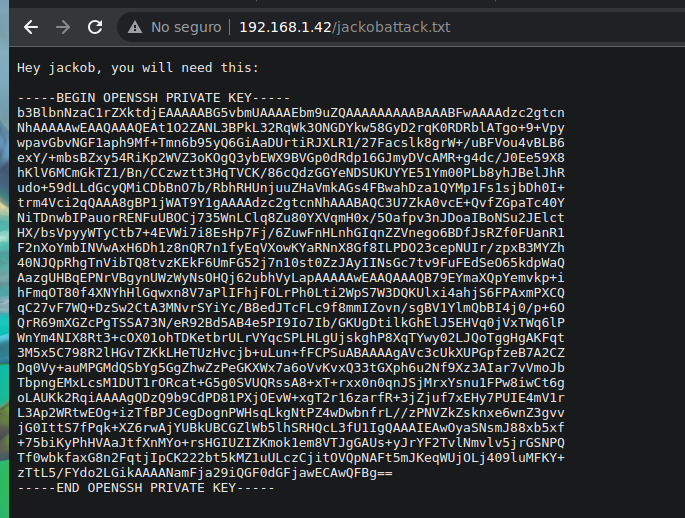 No seguro | 192.168.1.42/jackobattack.txt
Hey jackob, you will need this:
-----BEGIN OPENSSH PRIVATE KEY-----
b3BlbnNzaC1rZXktdjEAAAAABG5vbmUAAAAEbm9uZQAAAAAAAAABAAABFwAAAAdzc2gtcn
NhAAAAAwEAAQAAAQEAt1O2ZANL3BPkL32RqWk3ONGDYkw58GyD2rqK0RDRblATgo+9+Vpy
wpavGbvNGF1aph9Mf+Tmn6b95yQ6GiAaDUrtiRJXLR1/27Facslk8grW+/uBFVou4vBLB6
exY/+mbsBZxy54RiKp2WVZ3oKOgQ3ybEWX9BVGp0dRdp16GJmyDVcAMR+g4dc/J0Ee59X8
hKlV6MCmGkTZ1/Bn/CCzwztt3HqTVCK/86cQdzGGYeNDSUKUYYE51Ym00PLb8yhJBelJhR
udo+59dLLdGcyQMiCDbBnO7b/RbhRHUnjuuZHaVmkAGs4FBwahDza1QYMp1Fs1sjbDh0I+
trm4Vci2qQAAA8gBP1jWAT9Y1gAAAAdzc2gtcnNhAAABAQC3U7ZkA0vcE+QvfZGpaTc40Y
NiTDnwbIPauorRENFuUBOCj735WnLClq8Zu80YXVqmH0x/5Oafpv3nJDoaIBoNSu2JElct
HX/bsVpyyWTyCtb7+4EVWi7i8EsHp7Fj/6ZuwFnHLnhGIqnZZVnego6BDfJsRZf0FUanR1
F2nXoYmbINVwAxH6Dh1z8nQR7n1fyEqVXowKYaRNnX8Gf8ILPDO23cepNUIr/zpxB3MYZh
40NJQpRhgTnVibTQ8tvzKEkF6UmFG52j7n10st0ZzJAyIINsGc7tv9FuFEdSeO65kdpWaQ
AazgUHBqEPNrVBgynUWzWyNsOHQj62ubhVyLapAAAAAwEAAQAAAQB79EYmaXQpYemvkp+i
hFmqOT80f4XNYhHlGqwxn8V7aPlIFhjFOLrPh0Lti2WpS7W3DQKUlxi4ahjS6FPAxmPXCQ
qC27vF7WQ+DzSw2CtA3MNvrSYiYc/B8edJTcFLc9f8mmIZovn/sgBV1YlmQbBI4j0/p+6O
QrR69mXGZcPgTSSA73N/eR92Bd5AB4e5PI9Io7Ib/GKUgDtilkGhElJ5EHVq0jVxTWq6lP
WnYm4NIX8Rt3+cOX01ohTDKetbrULrVYqcSPLHLgUjskghP8XqTYwy02LJQoTggHgAKFqt
3M5x5C798R2lHGvTZKkLHeTUzHvcjb+uLun+fFCPSuABAAAAgAVc3cUkXUPGpfzeB7A2CZ
Dq0Vy+auMPGMdQSbYg5GgZhwZzPeGKXWx7a6oVvKvxQ33tGXph6u2Nf9Xz3AIar7vVmoJb
TbpngEMxLcsM1DUT1rORcat+G5g0SVUQRssA8+xT+rxx0n0qnJSjMrxYsnu1FPw8iwCt6g
oLAUKk2RqiAAAAgQDzQ9b9CdPD81PXjOEvW+xgT2r16zarfR+3jZjuf7xEHy7PUIE4mV1r
L3Ap2WRtwEOg+izTfBPJCegDognPWHsqLkgNtPZ4wDwbnfrL//zPNVZkZsknxe6wnZ3gvv
jG0IttS7fPqk+XZ6rwAjYUBkUBCGZlWb5lhSRHQcL3fU1IgQAAAIEAwOyaSNsmJ88xb5xf
+75biKyPhHVAaJtfXnMYo+rsHGIUZIZKmok1em8VTJgGAUs+yJrYF2TvlNmvlv5jrGSNPQ
Tf0wbkfaxG8n2FqtjIpCK222bt5kMZ1uULczCjitOVQpNAFt5mJKeqWUjOLj409luMFKY+
zTtL5/FYdo2LGikAAAANamFja29iQGF0dGFjawECAwQFBg==
-----END OPENSSH PRIVATE KEY-----